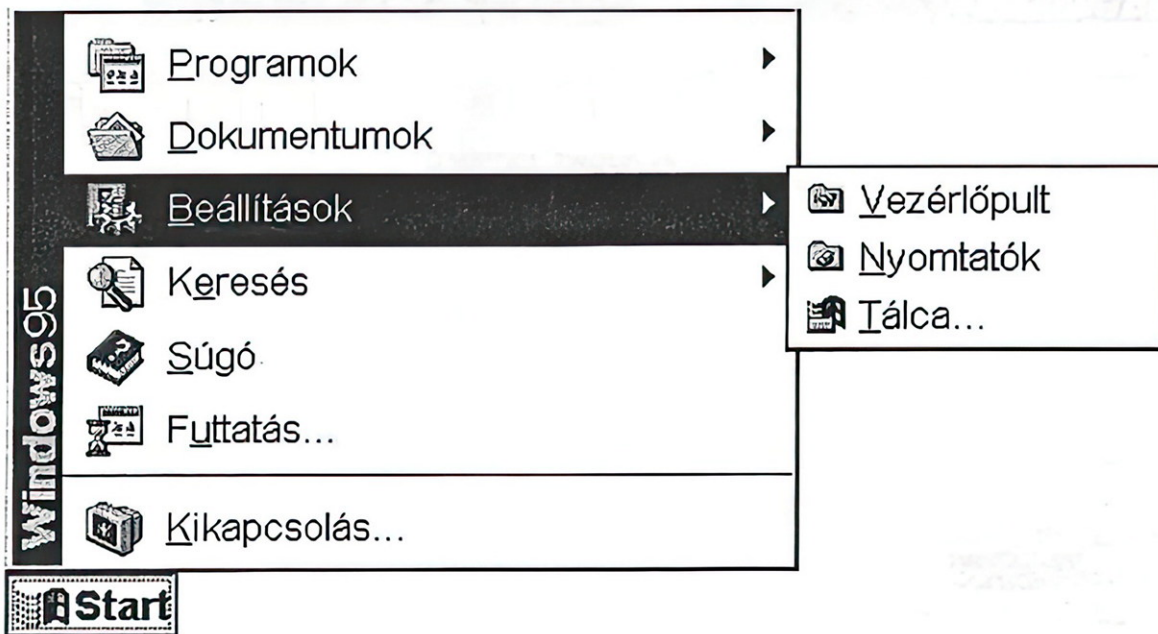 Programok
Dokumentumok
Beállítások
Keresés
Súgó
Futtatás...
Kikapcsolás...
Vezérlőpult
Nyomtatók
Tálca...
Windows95
Start